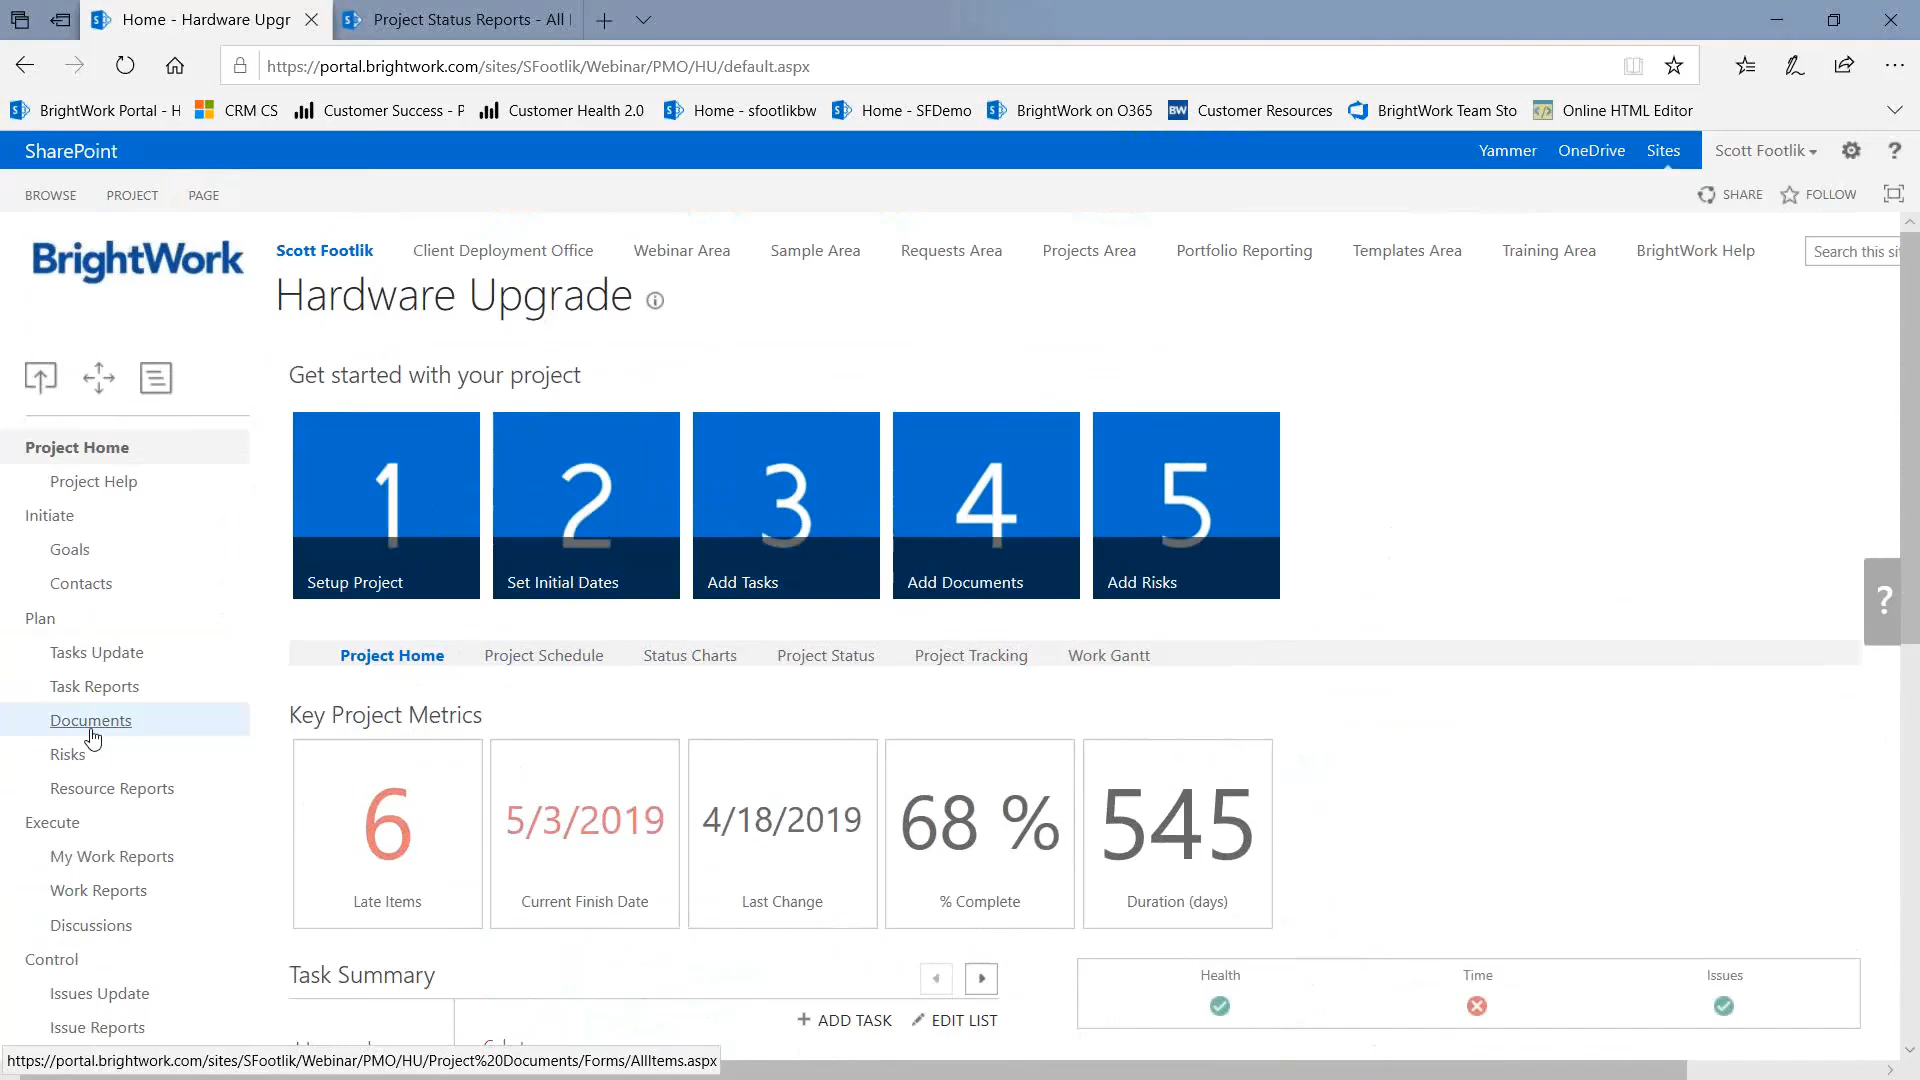 Home - Hardware Upgr
Project Status Reports - All
https://portal.brightwork.com/sites/SFootlik/Webinar/PMO/HU/default.aspx
BrightWork Portal - H
CRM CS
Customer Success - P
Customer Health 2.0
Home - sfootlikbw
Home - SFDemo
BrightWork on O365
BW Customer Resources
BrightWork Team Sto
Online HTML Editor
SharePoint
Yammer
OneDrive
Sites
Scott Footlik
?
BROWSE
PROJECT
PAGE
SHARE
FOLLOW
BrightWork
Scott Footlik
Client Deployment Office
Webinar Area
Sample Area
Requests Area
Projects Area
Portfolio Reporting
Templates Area
Training Area
BrightWork Help
Search this si
Hardware Upgrade
Get started with your project
1
Setup Project
2
Set Initial Dates
3
Add Tasks
4
Add Documents
5
Add Risks
?
Project Home
Project Help
Initiate
Goals
Contacts
Plan
Tasks Update
Task Reports
Documents
Risks
Resource Reports
Execute
My Work Reports
Work Reports
Discussions
Control
Issues Update
Issue Reports
Project Home
Project Schedule
Status Charts
Project Status
Project Tracking
Work Gantt
Key Project Metrics
6
Late Items
5/3/2019
Current Finish Date
4/18/2019
Last Change
68 %
% Complete
545
Duration (days)
Task Summary
+ ADD TASK
EDIT LIST
Health
Time
Issues
https://portal.brightwork.com/sites/SFootlik/Webinar/PMO/HU/Project%20Documents/Forms/AllItems.aspx